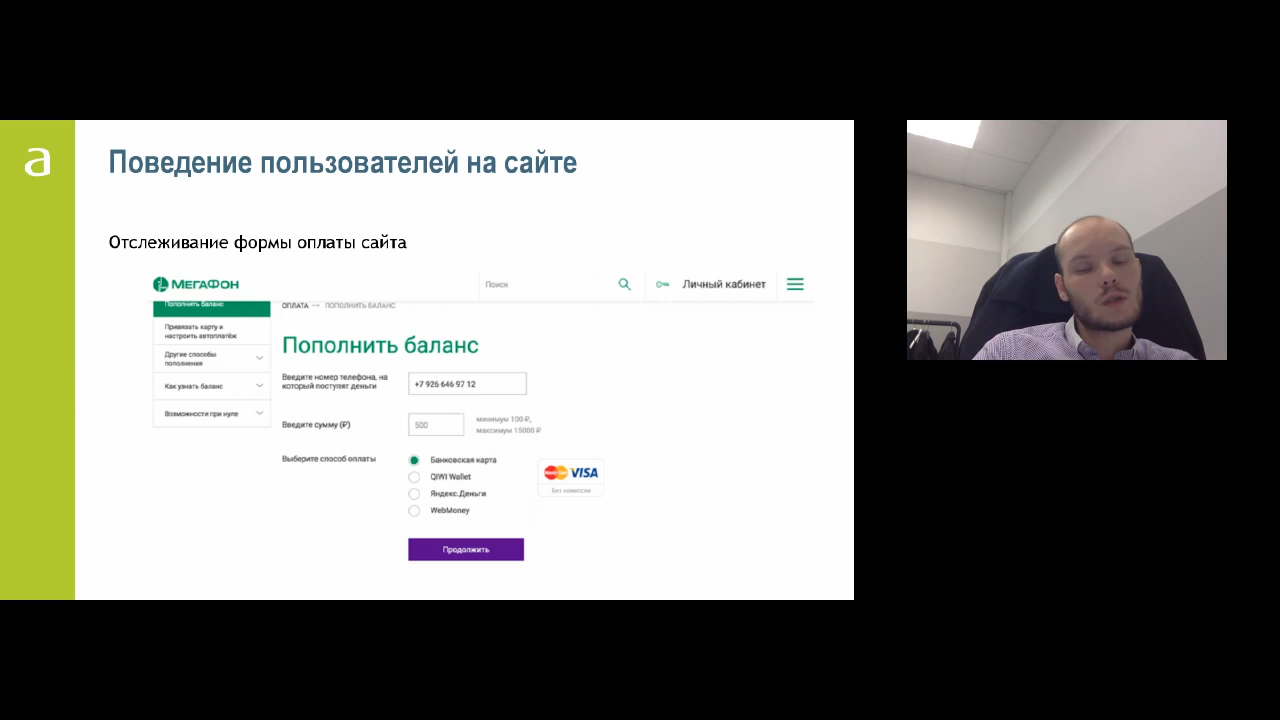 a
Поведение пользователей на сайте
Отслеживание формы оплаты сайта
МЕГАФОН
Поиск
Личный кабинет
Пополнить баланс
ОПЛАТА → ПОПОЛНИТЬ БАЛАНС
Привязать карту и
настроить автоплатёж
Другие способы
пополнения
Как узнать баланс
Возможности при нуле
Пополнить баланс
Введите номер телефона, на
который поступят деньги
+7 926 646 97 12
Введите сумму (₽)
500
минимум 100 ₽,
максимум 15000 ₽
Выберите способ оплаты
Банковская карта
QIWI Wallet
Яндекс.Деньги
WebMoney
MasterCard VISA
Без комиссии
Продолжить